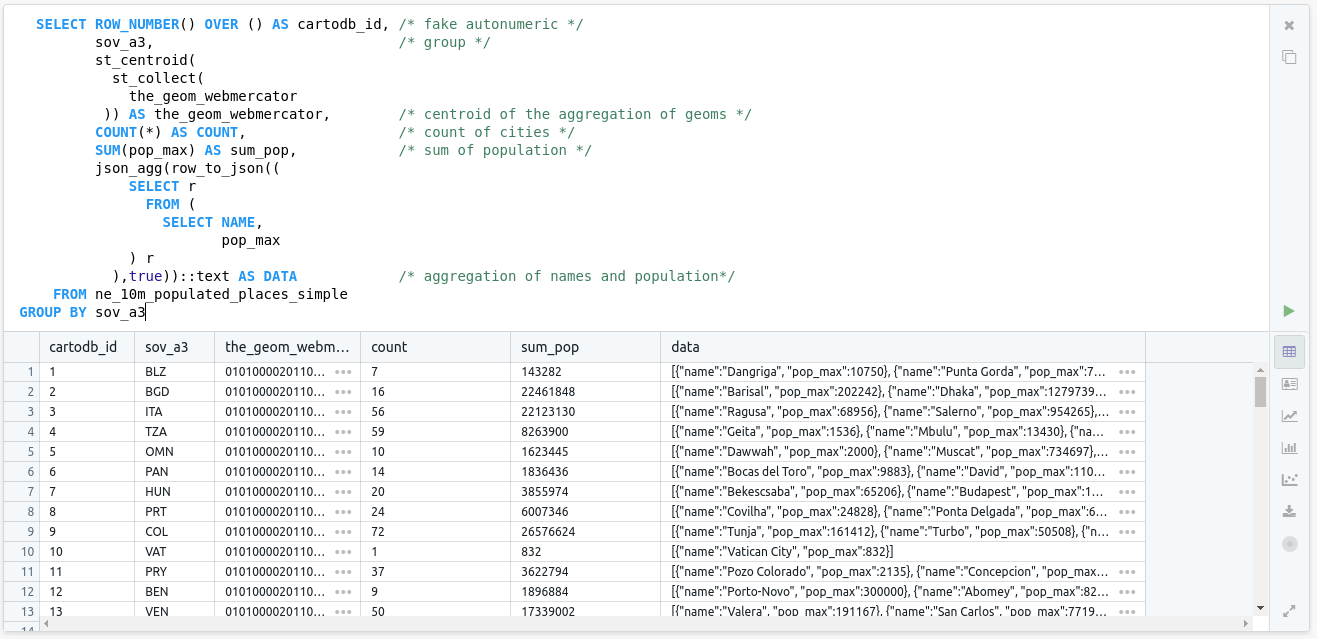 SELECT ROW_NUMBER() OVER () AS cartodb_id, /* fake autonumeric */
sov_a3, /* group */
st_centroid(
st_collect(
the_geom_webmercator
)) AS the_geom_webmercator, /* centroid of the aggregation of geoms */
COUNT(*) AS COUNT, /* count of cities */
SUM(pop_max) AS sum_pop, /* sum of population */
json_agg(row_to_json((
SELECT r
FROM (
SELECT NAME,
pop_max
) r
),true))::text AS DATA /* aggregation of names and population*/
FROM ne_10m_populated_places_simple
GROUP BY sov_a3
cartodb_id sov_a3 the_geom_webm... count sum_pop data
1 1 BLZ 0101000020110... 7 143282 [{"name":"Dangriga", "pop_max":10750}, {"name":"Punta Gorda", "pop_max":7...
2 2 BGD 0101000020110... 16 22461848 [{"name":"Barisal", "pop_max":202242}, {"name":"Dhaka", "pop_max":1279739...
3 3 ITA 0101000020110... 56 22123130 [{"name":"Ragusa", "pop_max":68956}, {"name":"Salerno", "pop_max":954265},...
4 4 TZA 0101000020110... 59 8263900 [{"name":"Geita", "pop_max":1536}, {"name":"Mbulu", "pop_max":13430}, {"na...
5 5 OMN 0101000020110... 10 1623445 [{"name":"Dawwah", "pop_max":2000}, {"name":"Muscat", "pop_max":734697},...
6 6 PAN 0101000020110... 14 1836436 [{"name":"Bocas del Toro", "pop_max":9883}, {"name":"David", "pop_max":110...
7 7 HUN 0101000020110... 20 3855974 [{"name":"Bekescsaba", "pop_max":65206}, {"name":"Budapest", "pop_max":1...
8 8 PRT 0101000020110... 24 6007346 [{"name":"Covilha", "pop_max":24828}, {"name":"Ponta Delgada", "pop_max":6...
9 9 COL 0101000020110... 72 26576624 [{"name":"Tunja", "pop_max":161412}, {"name":"Turbo", "pop_max":50508}, {"n...
10 10 VAT 0101000020110... 1 832 [{"name":"Vatican City", "pop_max":832}]
11 11 PRY 0101000020110... 37 3622794 [{"name":"Pozo Colorado", "pop_max":2135}, {"name":"Concepcion", "pop_max...
12 12 BEN 0101000020110... 9 1896884 [{"name":"Porto-Novo", "pop_max":300000}, {"name":"Abomey", "pop_max":82...
13 13 VEN 0101000020110... 50 17339002 [{"name":"Valera", "pop_max":191167}, {"name":"San Carlos", "pop_max":7719...
14